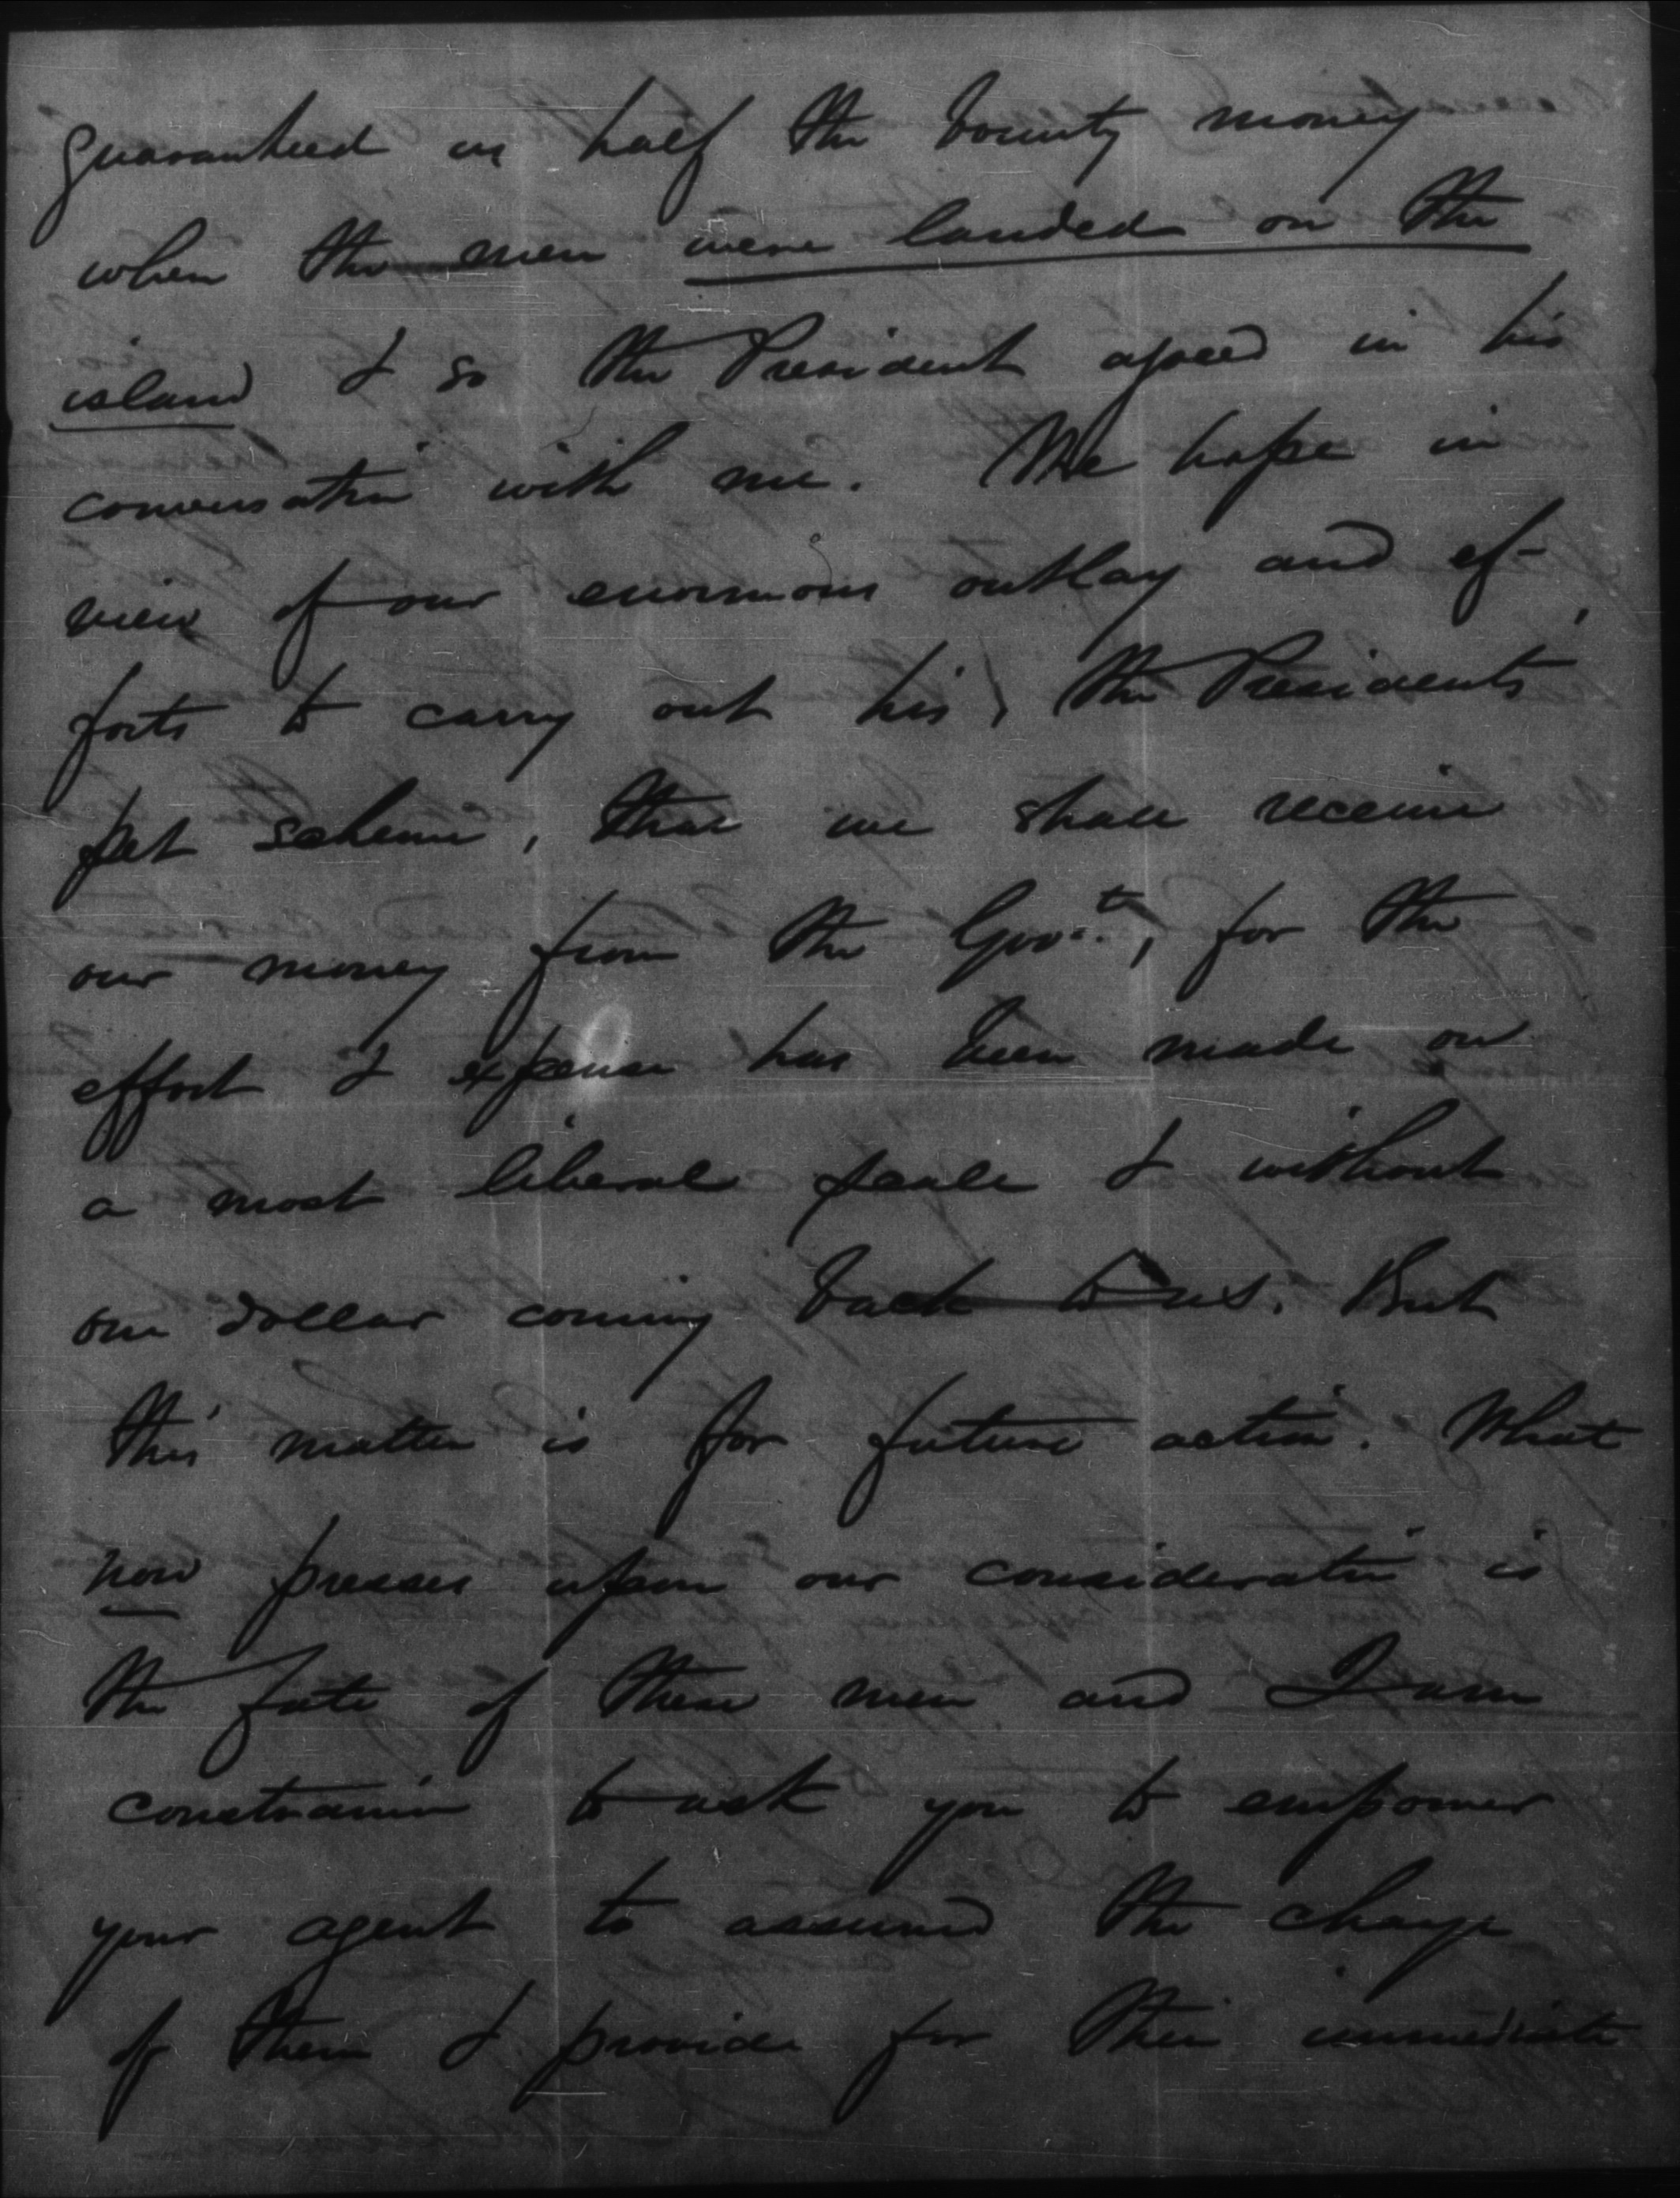 guaranteed us half the bounty money
when the men were landed on the
island & so the President agreed in his
conversation with me. We hope in
view of our enormous outlay and ef-
forts to carry out his, the Presidents'
pet scheme, that we shall receive
our money from the Govt, for the
effort & expense has been made on
a most liberal scale & without
one dollar coming back to us. But
this matter is for future action. What
now presses upon our consideration is
the fate of these men and I am
constrain to ask you to empower
your agent to assumed the charge
of them & provide for their immediate